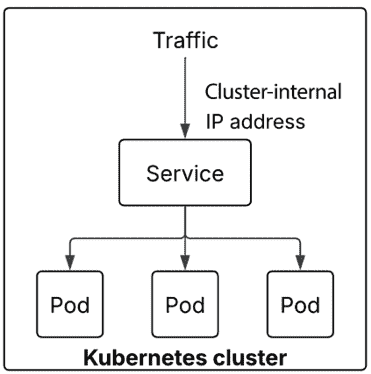 Traffic
Cluster-internal
IP address
Service
Pod
Pod
Pod
Kubernetes cluster